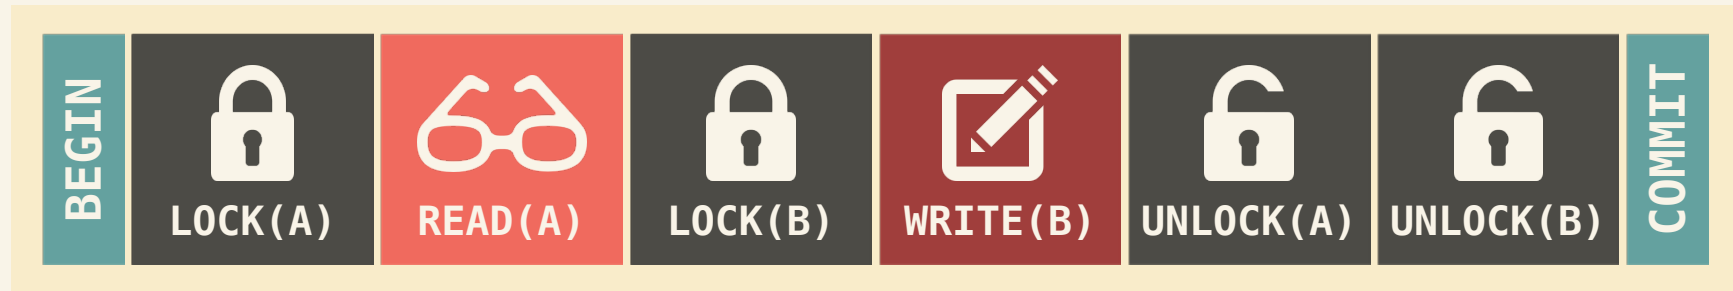 BEGIN
LOCK(A)
READ(A)
LOCK(B)
WRITE(B)
UNLOCK(A)
UNLOCK(B)
COMMIT